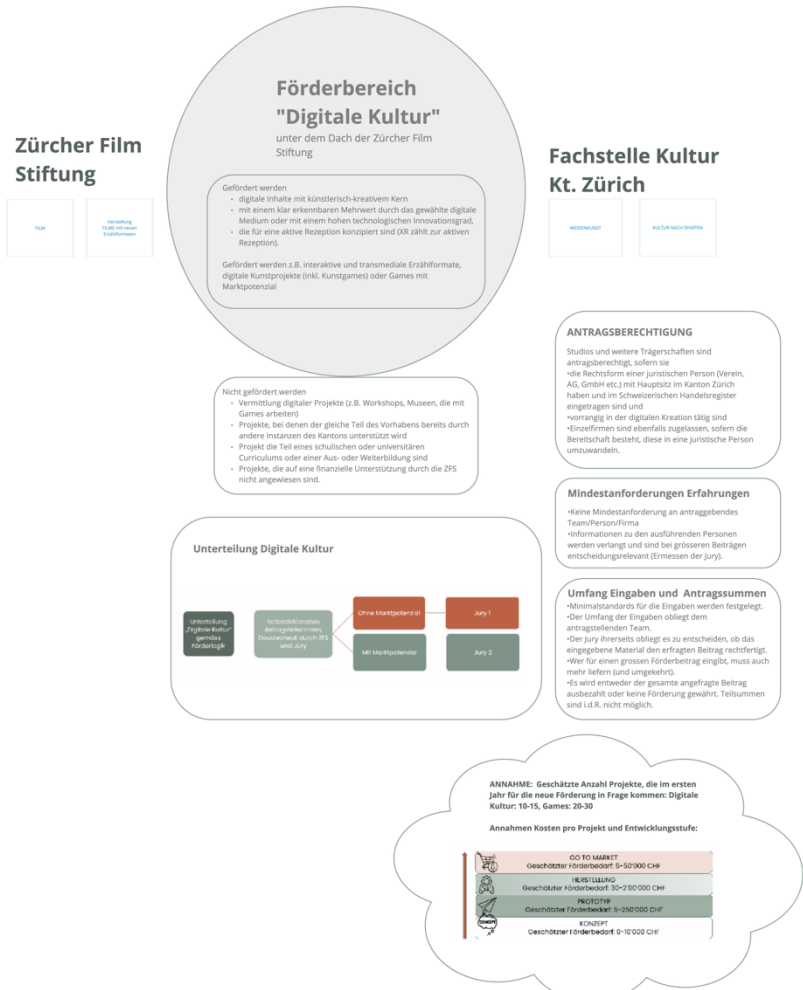 Förderbereich
"Digitale Kultur"
unter dem Dach der Zürcher Film
Stiftung
Zürcher Film
Stiftung
FILM
Herstellung
FILME mit neuen
Erzählformaten
Gefördert werden
- digitale Inhalte mit künstlerisch-kreativem Kern
- mit einem klar erkennbaren Mehrwert durch das gewählte digitale
Medium oder mit einem hohen technologischen Innovationsgrad,
- die für eine aktive Rezeption konzipiert sind (XR zählt zur aktiven
Rezeption).
Gefördert werden z.B. interaktive und transmediale Erzählformate,
digitale Kunstprojekte (inkl. Kunstgames) oder Games mit
Marktpotenzial
Fachstelle Kultur
Kt. Zürich
MEDIENKUNST
KULTUR NACH SPARTEN
Nicht gefördert werden
- Vermittlung digitaler Projekte (z.B. Workshops, Museen, die mit
Games arbeiten)
- Projekte, bei denen der gleiche Teil des Vorhabens bereits durch
andere Instanzen des Kantons unterstützt wird
- Projekt die Teil eines schulischen oder universitären
Curriculums oder einer Aus- oder Weiterbildung sind
- Projekte, die auf eine finanzielle Unterstützung durch die ZFS
nicht angewiesen sind.
ANTRAGSBERECHTIGUNG
Studios und weitere Trägerschaften sind
antragsberechtigt, sofern sie
•die Rechtsform einer juristischen Person (Verein,
AG, GmbH etc.) mit Hauptsitz im Kanton Zürich
haben und im Schweizerischen Handelsregister
eingetragen sind und
•vorrangig in der digitalen Kreation tätig sind
•Einzelfirmen sind ebenfalls zugelassen, sofern die
Bereitschaft besteht, diese in eine juristische Person
umzuwandeln.
Mindestanforderungen Erfahrungen
•Keine Mindestanforderung an antraggebendes
Team/Person/Firma
•Informationen zu den ausführenden Personen
werden verlangt und sind bei grösseren Beiträgen
entscheidungsrelevant (Ermessen der Jury).
Unterteilung Digitale Kultur
Unterteilung
„Digitale Kultur"
gemäss
Förderlogik
Selbstdeklaration
Antragstellerinnen,
Doublecheck durch ZFS
und Jury
Ohne Marktpotenzial
Jury 1
Mit Marktpotenzial
Jury 2
Umfang Eingaben und Antragssummen
•Minimalstandards für die Eingaben werden festgelegt.
•Der Umfang der Eingaben obliegt dem
antragstellenden Team.
•Der Jury ihrerseits obliegt es zu entscheiden, ob das
eingegebene Material den erfragten Beitrag rechtfertigt.
•Wer für einen grossen Förderbeitrag eingibt, muss auch
mehr liefern (und umgekehrt).
•Es wird entweder der gesamte angefragte Beitrag
ausbezahlt oder keine Förderung gewährt. Teilsummen
sind i.d.R. nicht möglich.
ANNAHME: Geschätzte Anzahl Projekte, die im ersten
Jahr für die neue Förderung in Frage kommen: Digitale
Kultur: 10-15, Games: 20-30
Annahmen Kosten pro Projekt und Entwicklungsstufe:
GO TO MARKET
Geschätzter Förderbedarf: 5-50'000 CHF
HERSTELLUNG
Geschätzter Förderbedarf: 30-2'00'000 CHF
PROTOTYP
Geschätzter Förderbedarf: 5-250'000 CHF
CONCEPT
KONZEPT
Geschätzter Förderbedarf: 0-10'000 CHF